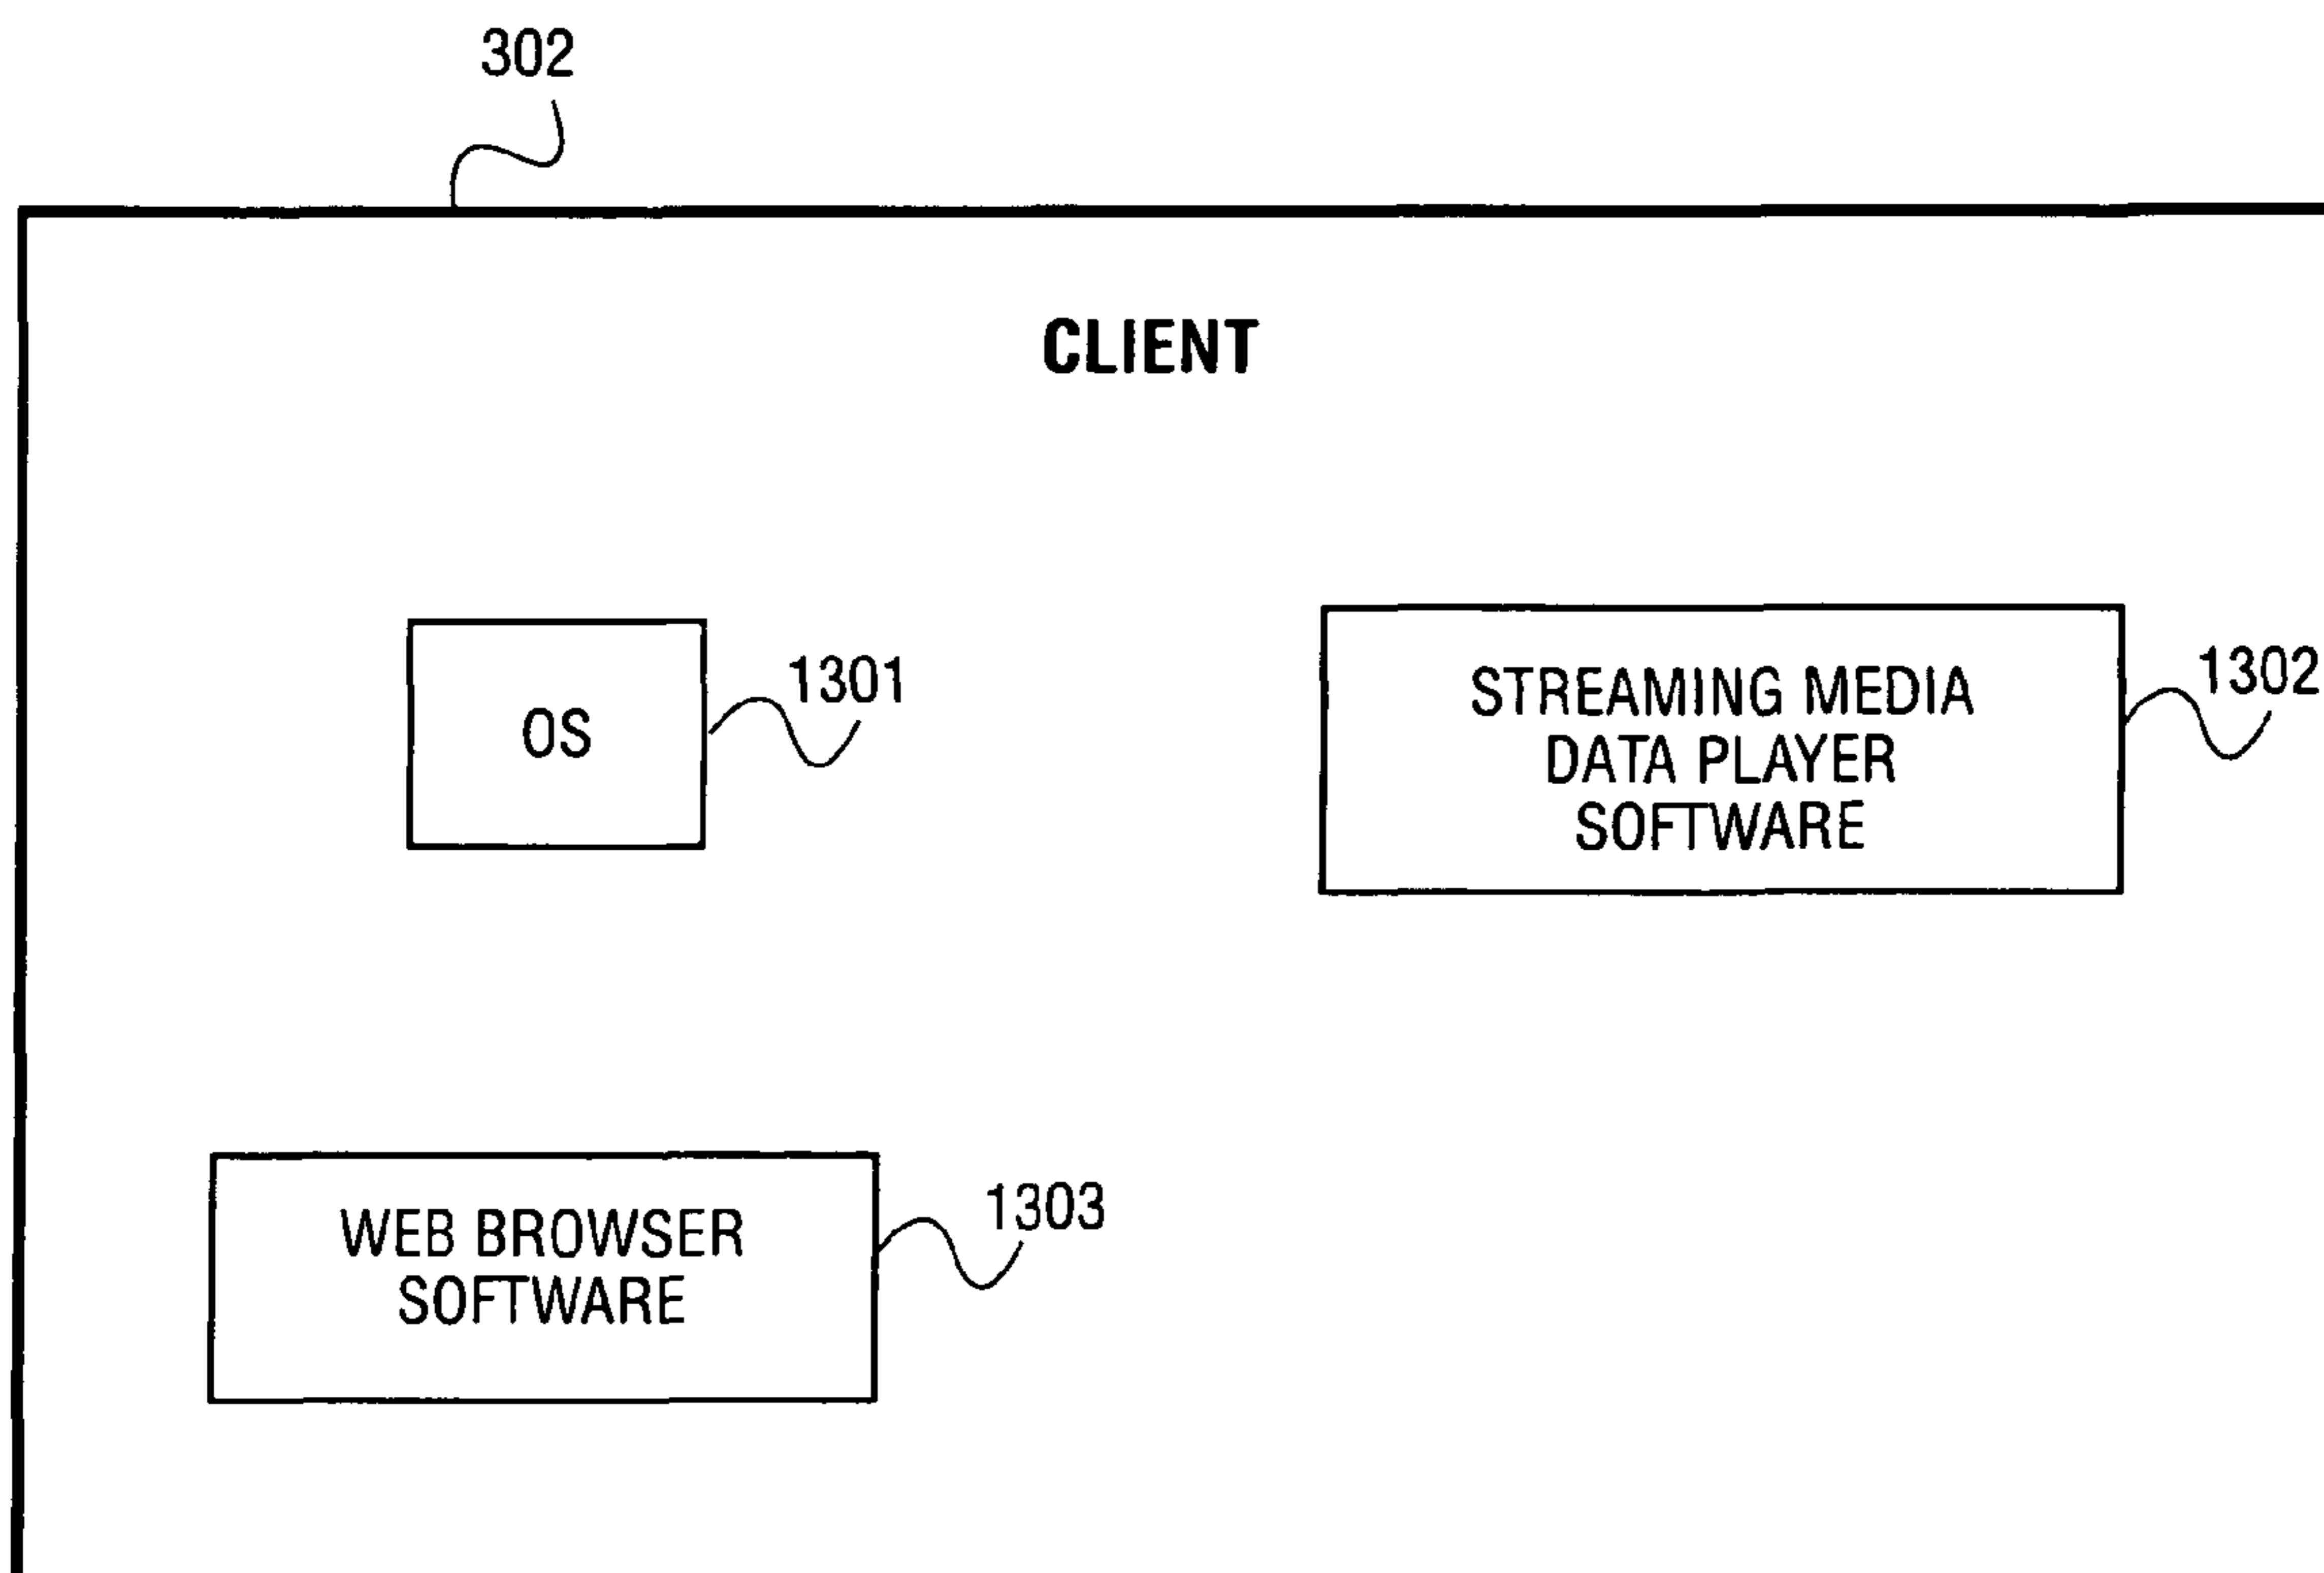 302
CLIENT
OS
1301
STREAMING MEDIA
DATA PLAYER
SOFTWARE
1302
WEB BROWSER
SOFTWARE
1303